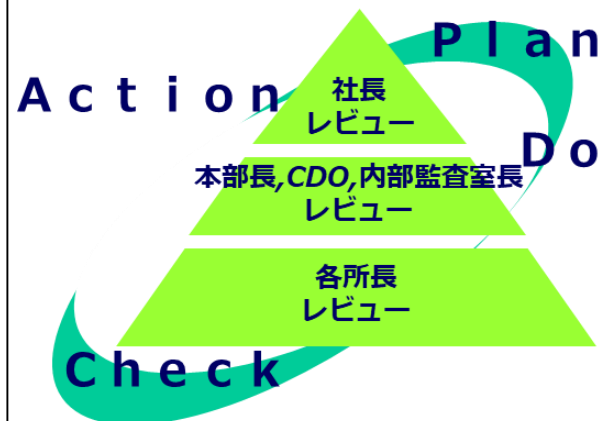 Plan
Action
社長
レビュー
Do
本部長,CDO,内部監査室長
レビュー
各所長
レビュー
Check